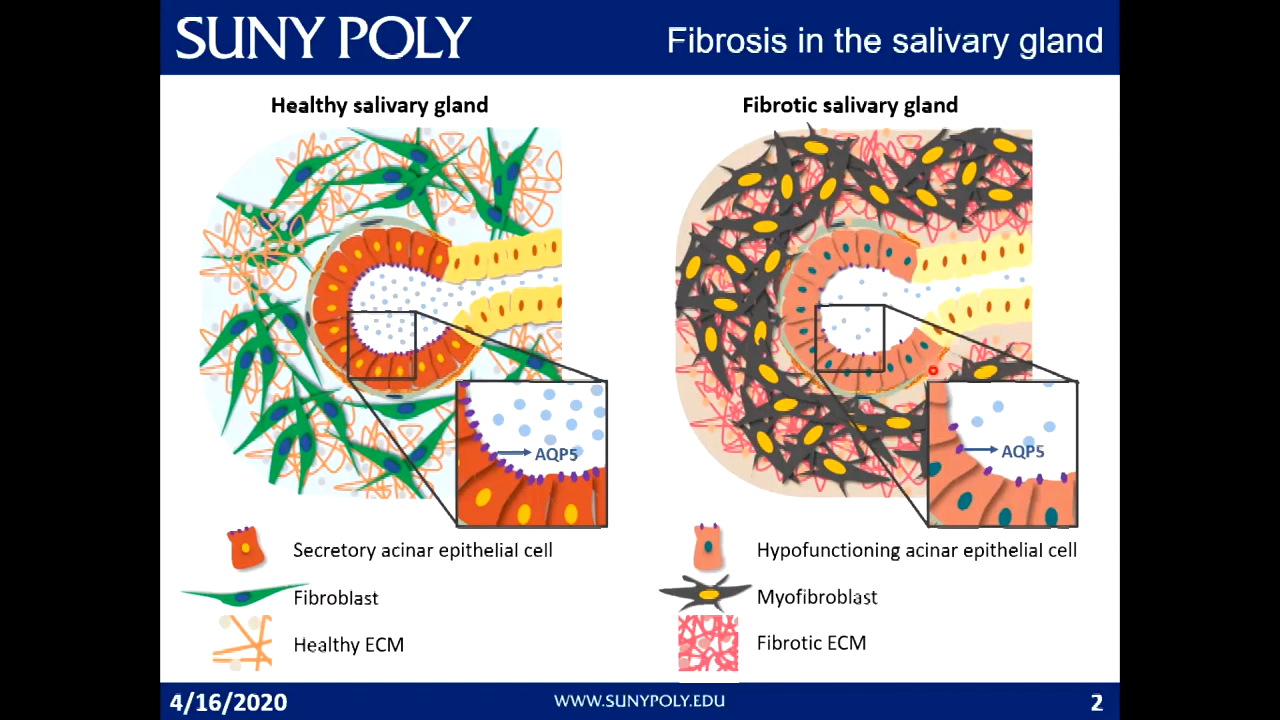 SUNY POLY
Fibrosis in the salivary gland
Healthy salivary gland
Fibrotic salivary gland
AQP5
AQP5
Secretory acinar epithelial cell
Fibroblast
Healthy ECM
Hypofunctioning acinar epithelial cell
Myofibroblast
Fibrotic ECM
4/16/2020
WWW.SUNYPOLY.EDU
2